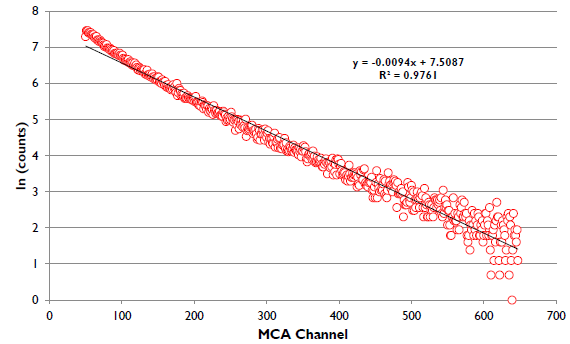 8
7
y = -0.0094x + 7.5087
R² = 0.9761
6
5
ln (counts)
4
3
2
1
0
0 100 200 300 400 500 600 700
MCA Channel